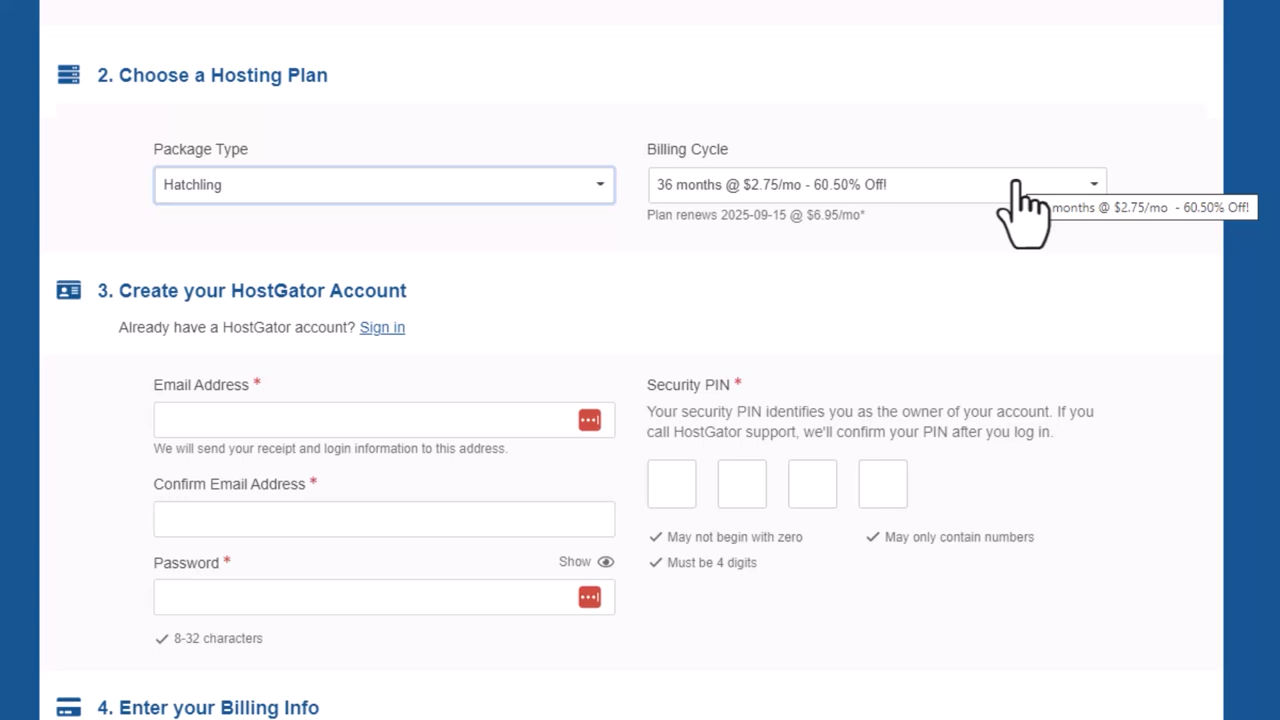 2. Choose a Hosting Plan
Package Type
Billing Cycle
Hatchling
36 months @ $2.75/mo - 60.50% Off!
months @ $2.75/mo - 60.50% Off!
Plan renews 2025-09-15 @ $6.95/mo*
3. Create your HostGator Account
Already have a HostGator account? Sign in
Email Address *
We will send your receipt and login information to this address.
Confirm Email Address *
Password *
Show
8-32 characters
Security PIN *
Your security PIN identifies you as the owner of your account. If you
call HostGator support, we'll confirm your PIN after you log in.
May not begin with zero
May only contain numbers
Must be 4 digits
4. Enter your Billing Info